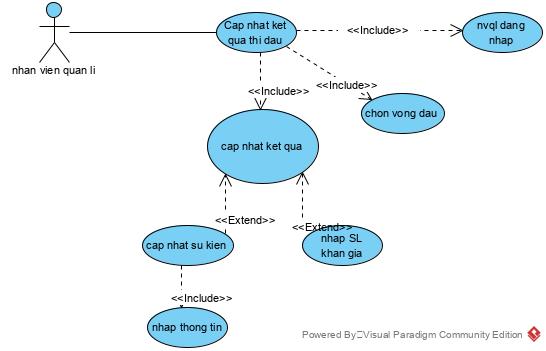 Cap nhat ket
qua thi dau
<<Include>>
nvql dang
nhap
nhan vien quan li
<<Include>>
<<Include>>
chon vong dau
cap nhat ket qua
<<Extend>>
<<Extend>>
cap nhat su kien
nhap SL
khan gia
<<Include>>
nhap thong tin
Powered By Visual Paradigm Community Edition